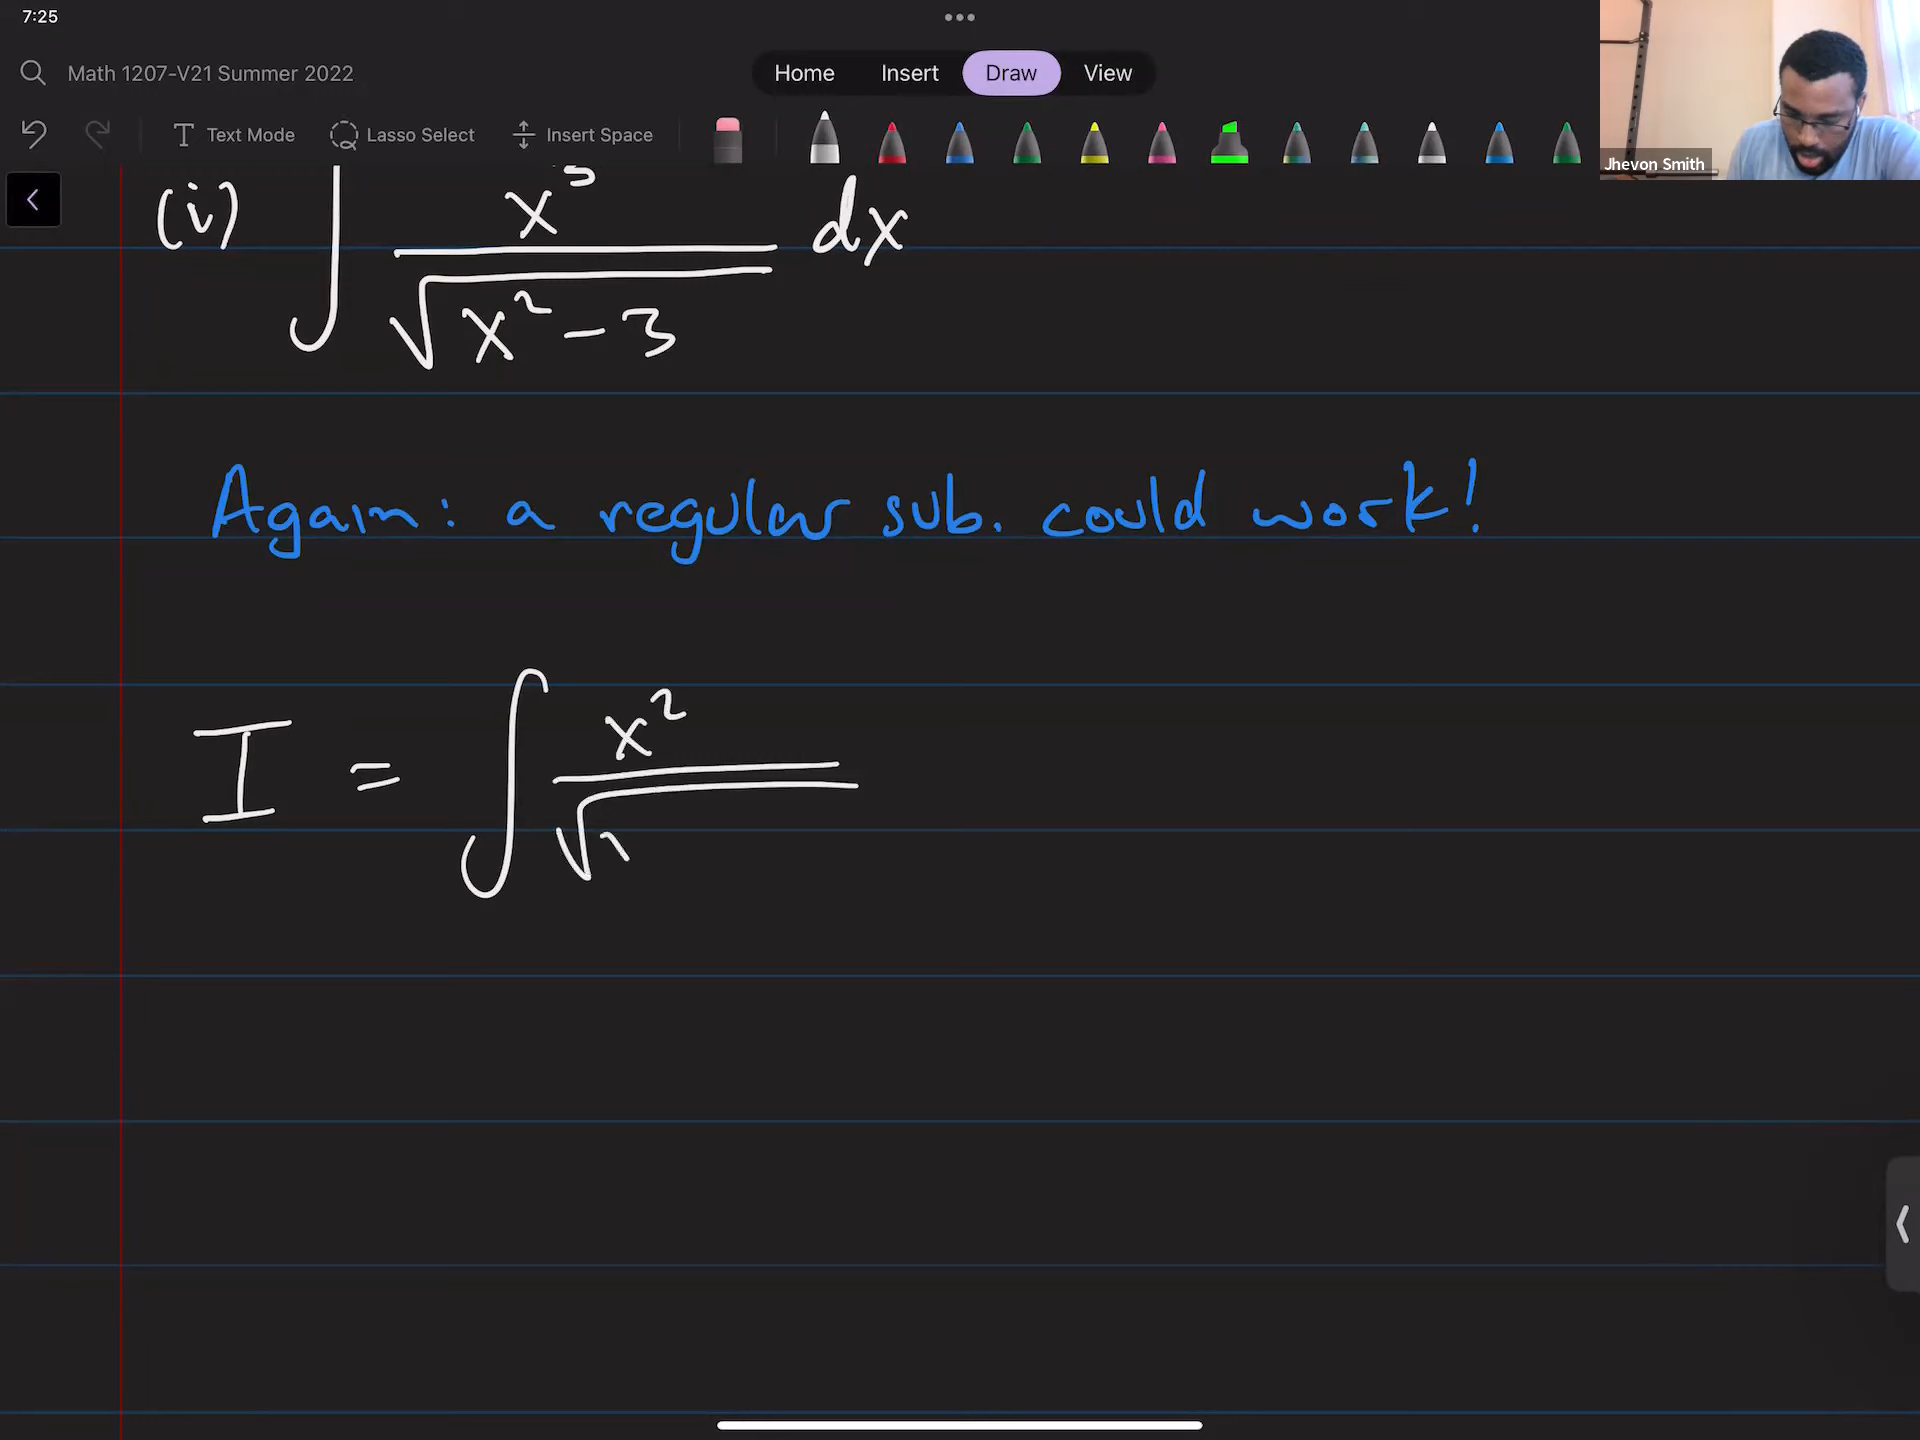 7:25
Math 1207-V21 Summer 2022
Home Insert Draw View
Text Mode Lasso Select Insert Space
Jhevon Smith
(i) ∫ x³ / √(x² - 3) dx
Again: a regular sub. could work!
I = ∫ x² / √